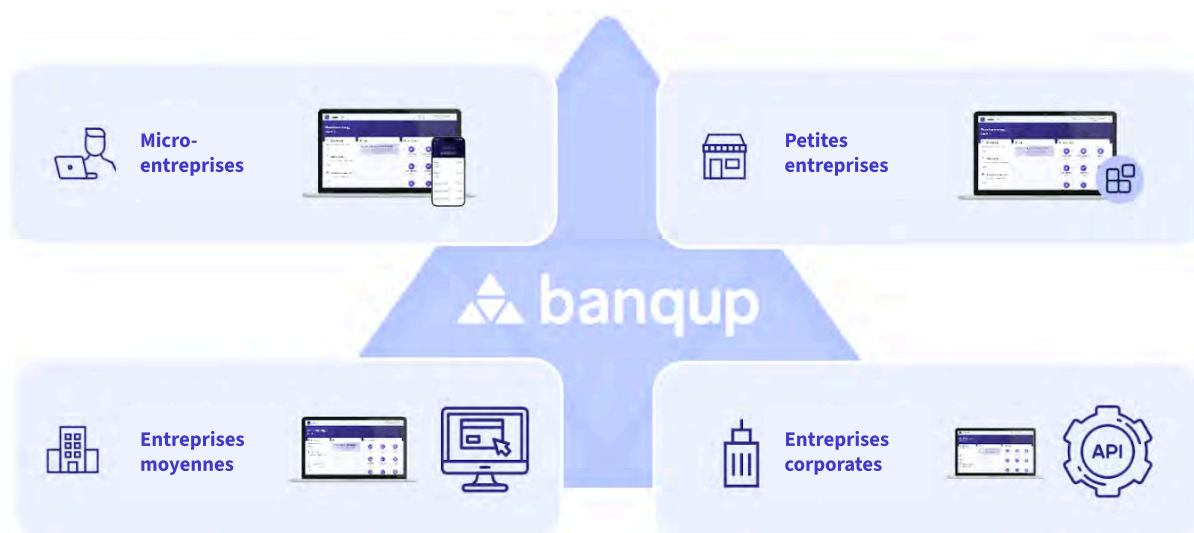 Micro-
entreprises
Petites
entreprises
banqup
Entreprises
moyennes
Entreprises
corporates
API